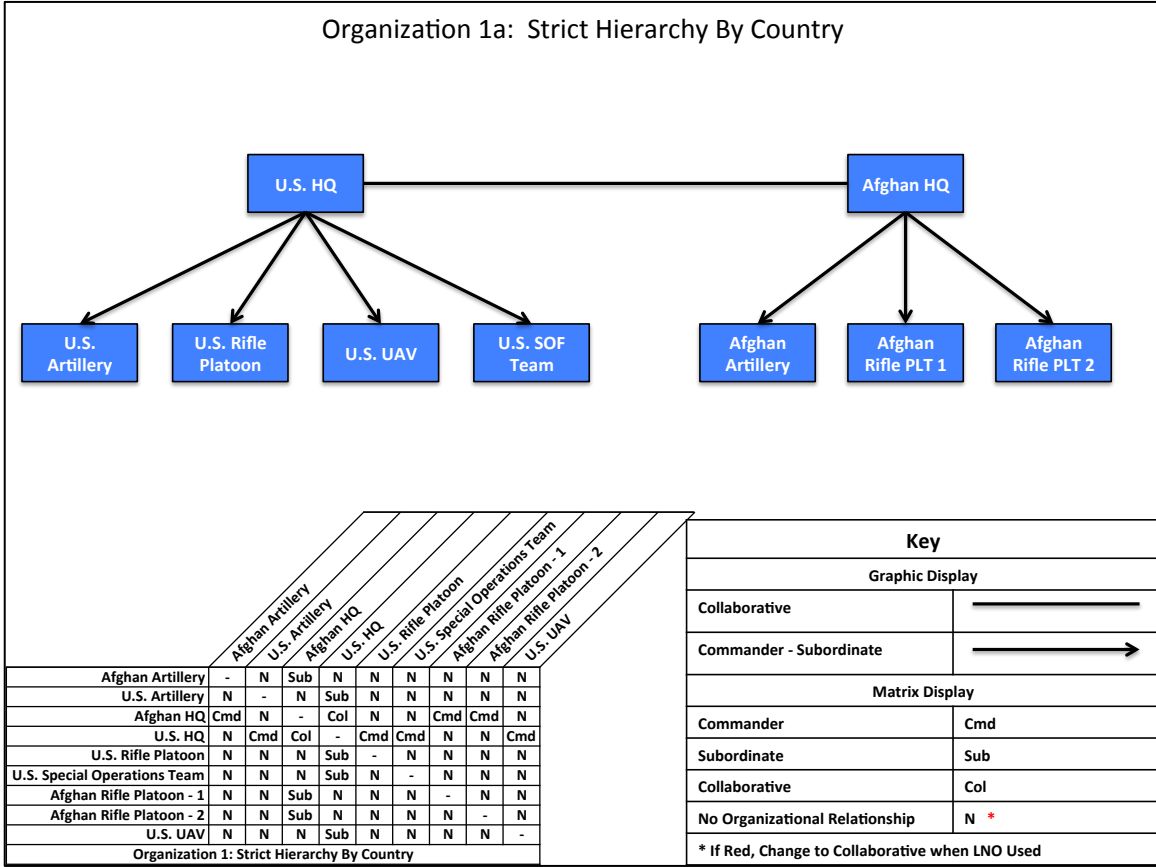 Organization 1a:  Strict Hierarchy By Country
U.S. HQ
Afghan HQ
U.S.
Artillery
U.S. Rifle
Platoon
U.S. UAV
U.S. SOF
Team
Afghan
Artillery
Afghan
Rifle PLT 1
Afghan
Rifle PLT 2
Afghan Artillery
U.S. Artillery
Afghan HQ
U.S. HQ
U.S. Rifle Platoon
U.S. Special Operations Team
Afghan Rifle Platoon - 1
Afghan Rifle Platoon - 2
U.S. UAV
Afghan Artillery - N Sub N N N N N N
U.S. Artillery N - N Sub N N N N N
Afghan HQ Cmd N - Col N N Cmd Cmd N
U.S. HQ N Cmd Col - Cmd Cmd N N Cmd
U.S. Rifle Platoon N N N Sub - N N N N
U.S. Special Operations Team N N N Sub N - N N N
Afghan Rifle Platoon - 1 N N Sub N N N - N N
Afghan Rifle Platoon - 2 N N Sub N N N N - N
U.S. UAV N N N Sub N N N N -
Organization 1: Strict Hierarchy By Country
Key
Graphic Display
Collaborative
Commander - Subordinate
Matrix Display
Commander Cmd
Subordinate Sub
Collaborative Col
No Organizational Relationship N *
* If Red, Change to Collaborative when LNO Used